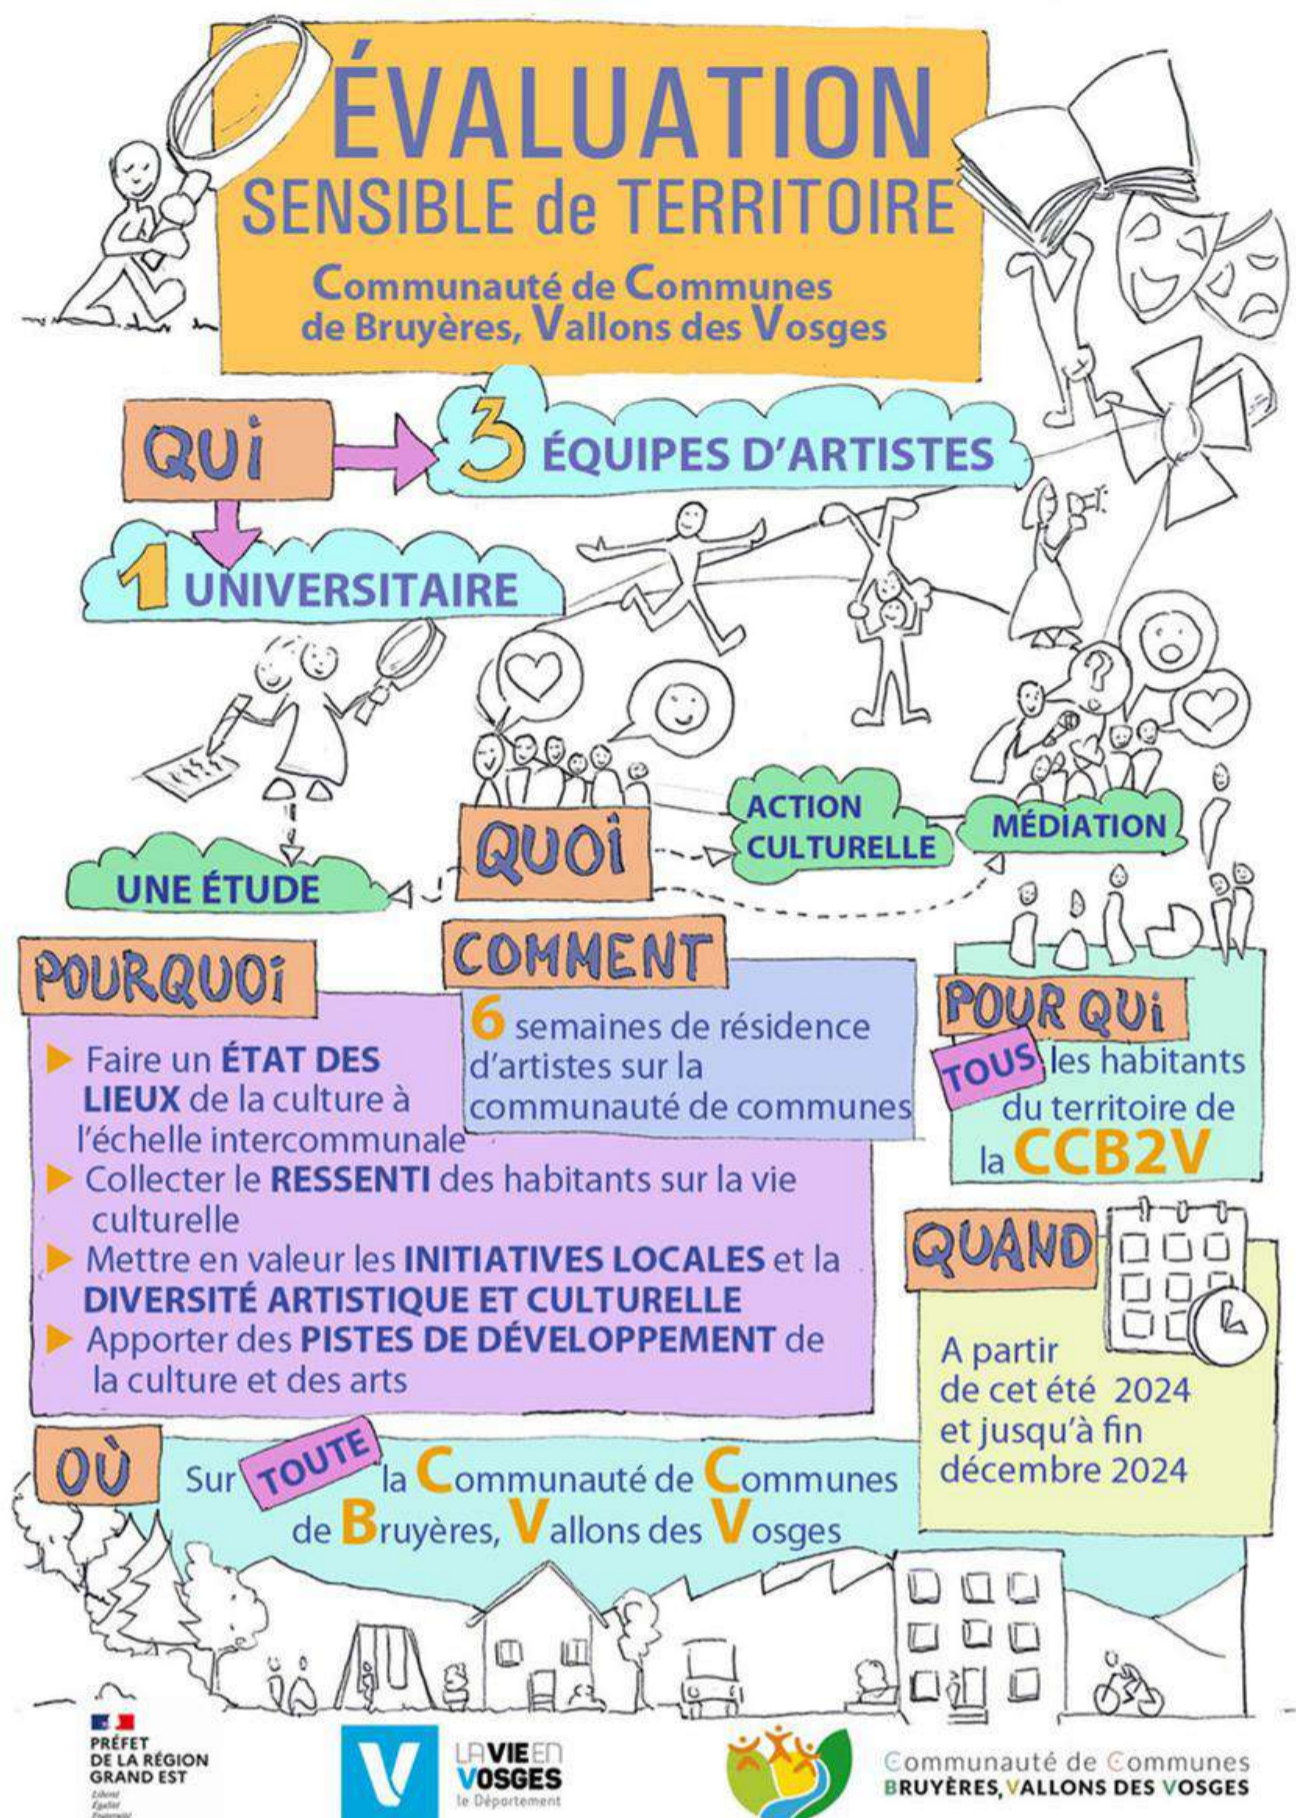 ÉVALUATION
SENSIBLE de TERRITOIRE
Communauté de Communes
de Bruyères, Vallons des Vosges
QUi
3 ÉQUIPES D'ARTISTES
1 UNIVERSITAIRE
?
QUOi
ACTION
CULTURELLE
MÉDIATION
UNE ÉTUDE
POURQUOi
Faire un ÉTAT DES
LIEUX de la culture à
l'échelle intercommunale
Collecter le RESSENTI des habitants sur la vie
culturelle
Mettre en valeur les INITIATIVES LOCALES et la
DIVERSITÉ ARTISTIQUE ET CULTURELLE
Apporter des PISTES DE DÉVELOPPEMENT de
la culture et des arts
COMMENT
6 semaines de résidence
d'artistes sur la
communauté de communes
POUR QUi
TOUS les habitants
du territoire de
la CCB2V
QUAND
A partir
de cet été 2024
et jusqu'à fin
décembre 2024
OÙ
Sur TOUTE la Communauté de Communes
de Bruyères, Vallons des Vosges
PRÉFET
DE LA RÉGION
GRAND EST
Liberté
Égalité
Fraternité
V
LA VIE EN
VOSGES
le Département
Communauté de Communes
BRUYÈRES, VALLONS DES VOSGES